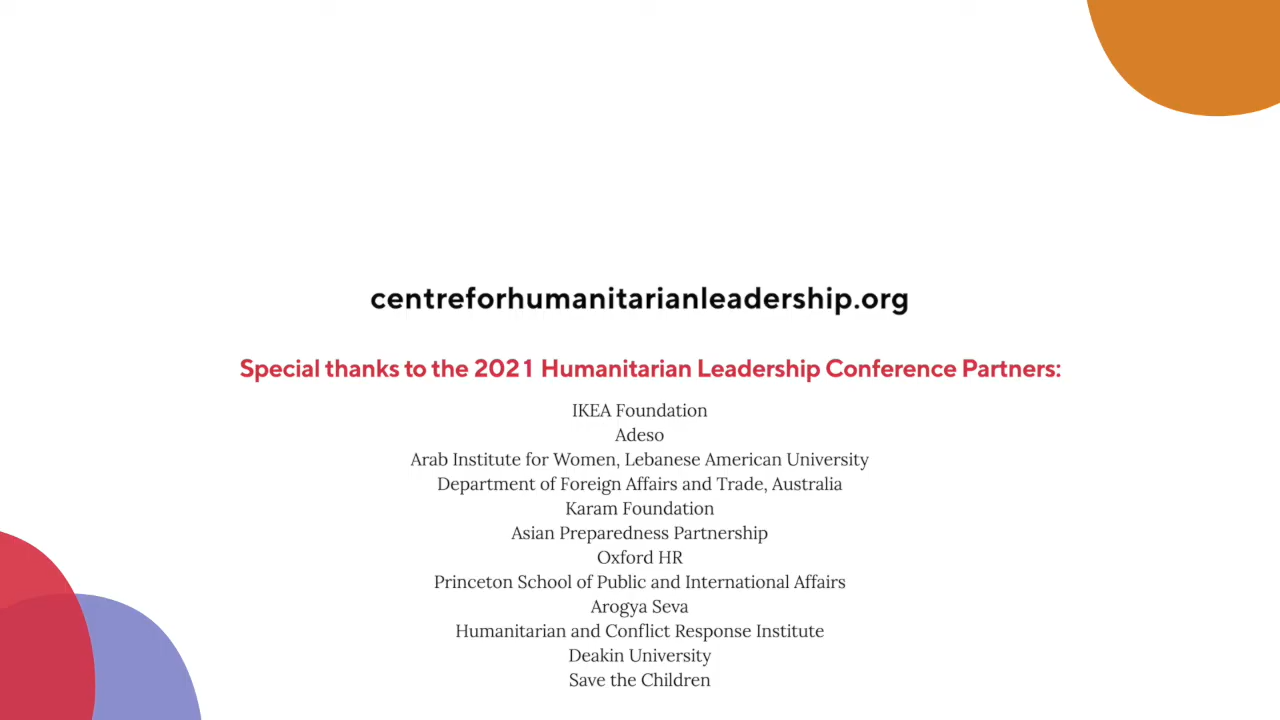 centreforhumanitarianleadership.org
Special thanks to the 2021 Humanitarian Leadership Conference Partners:
IKEA Foundation
Adeso
Arab Institute for Women, Lebanese American University
Department of Foreign Affairs and Trade, Australia
Karam Foundation
Asian Preparedness Partnership
Oxford HR
Princeton School of Public and International Affairs
Arogya Seva
Humanitarian and Conflict Response Institute
Deakin University
Save the Children